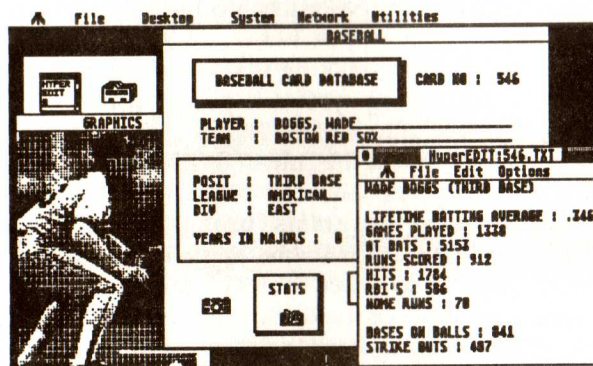 File Desktop System Network Utilities
BASEBALL
HYPER EDIT
BASEBALL CARD DATABASE
CARD NO : 546
GRAPHICS
PLAYER : BOGGS, WADE
TEAM : BOSTON RED SOX
HyperEDIT:546.TXT
File Edit Options
WADE BOGGS (THIRD BASE)
POSIT : THIRD BASE
LEAGUE : AMERICAN
DIV : EAST
YEARS IN MAJORS : 8
LIFETIME BATTING AVERAGE : .346
GAMES PLAYED : 1338
AT BATS : 5153
RUNS SCORED : 912
HITS : 1784
RBI'S : 586
HOME RUNS : 78
STATS
BASES ON BALLS : 841
STRIKE OUTS : 487